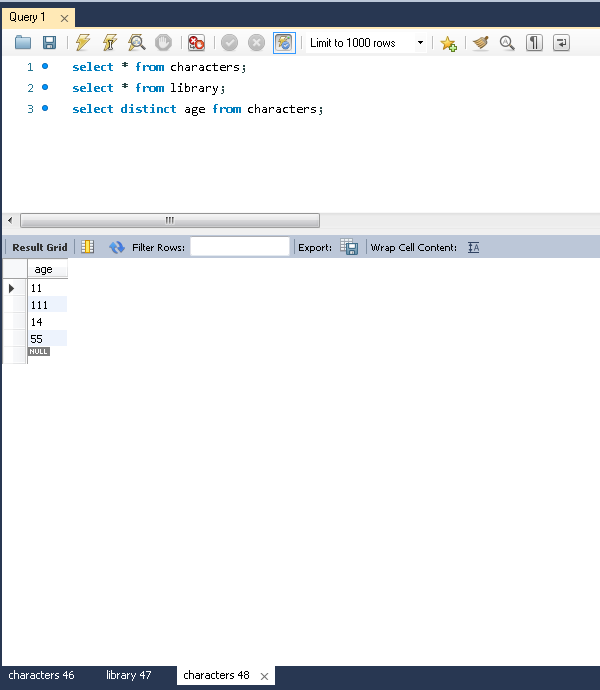 Query 1
Limit to 1000 rows
1 select * from characters;
2 select * from library;
3 select distinct age from characters;
Result Grid Filter Rows: Export: Wrap Cell Content:
age
11
111
14
55
NULL
characters 46 library 47 characters 48